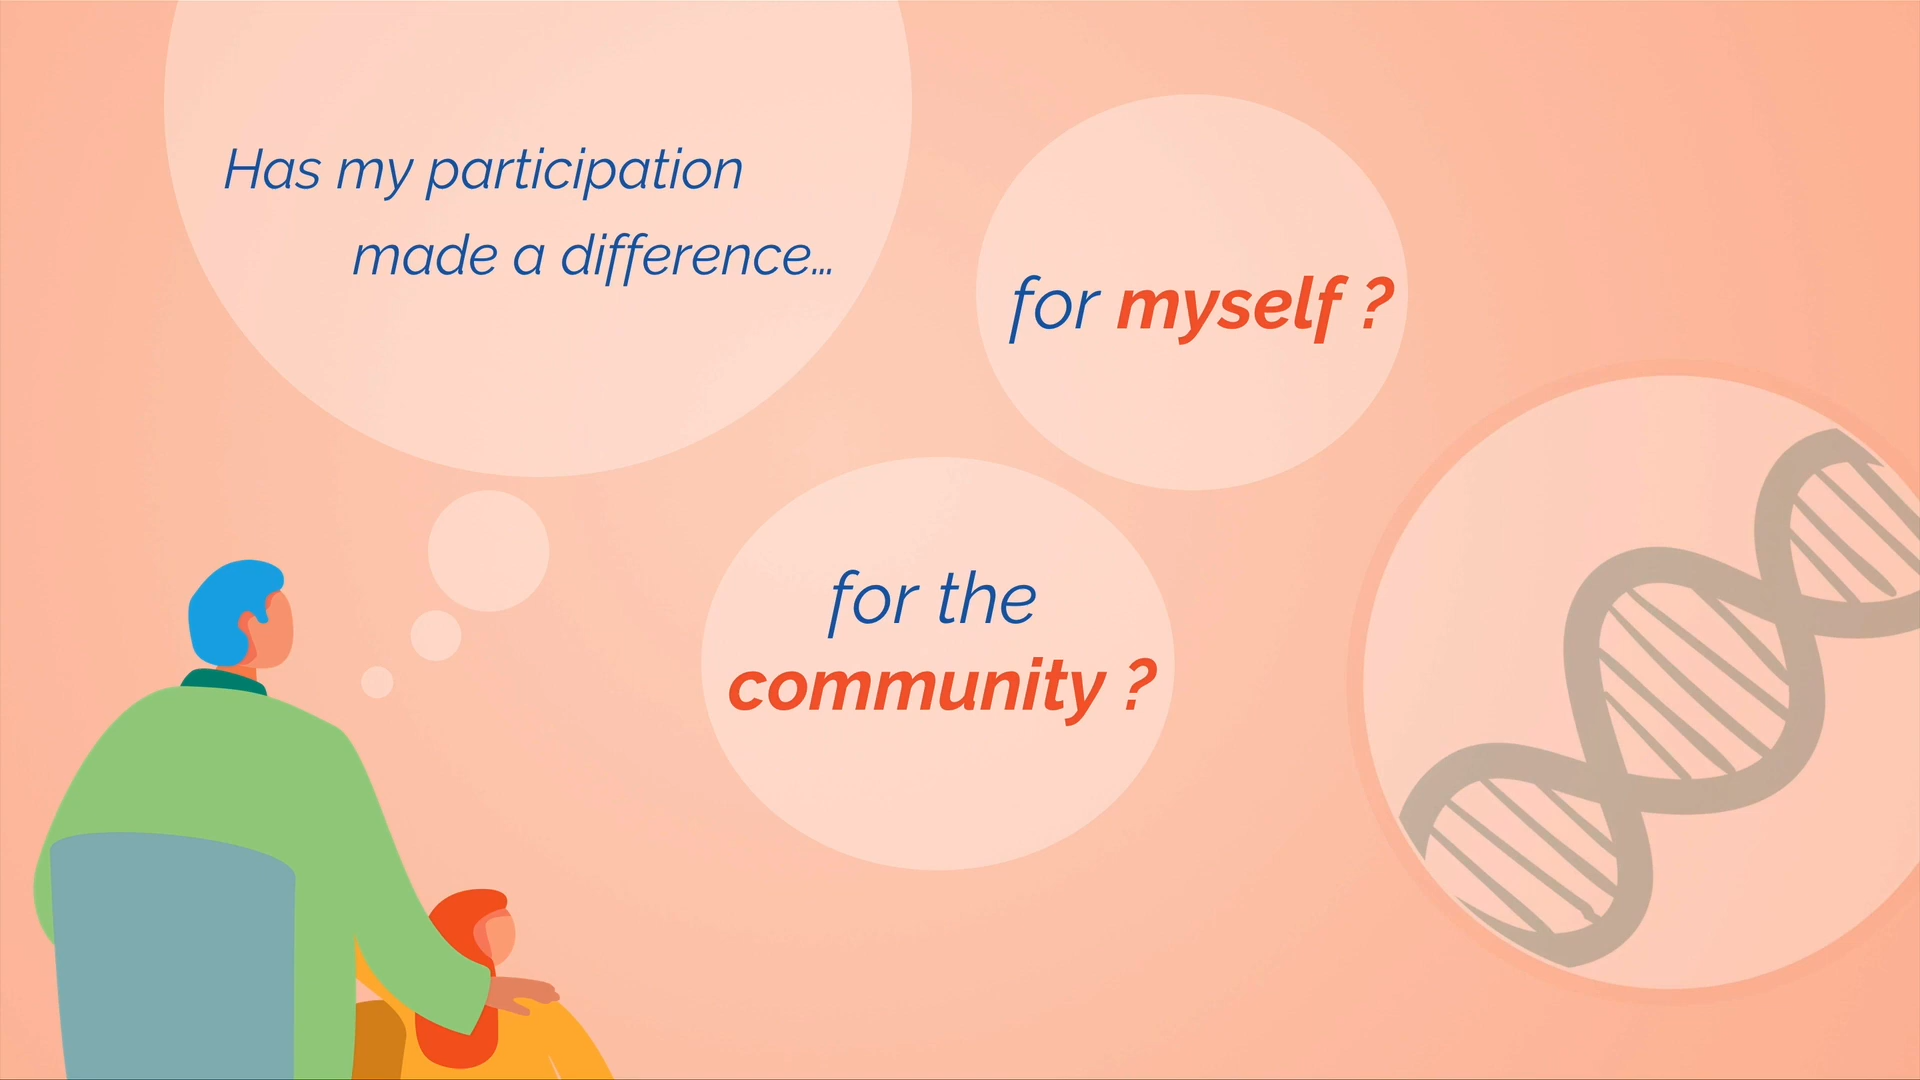 Has my participation
made a difference...
for myself ?
for the
community ?